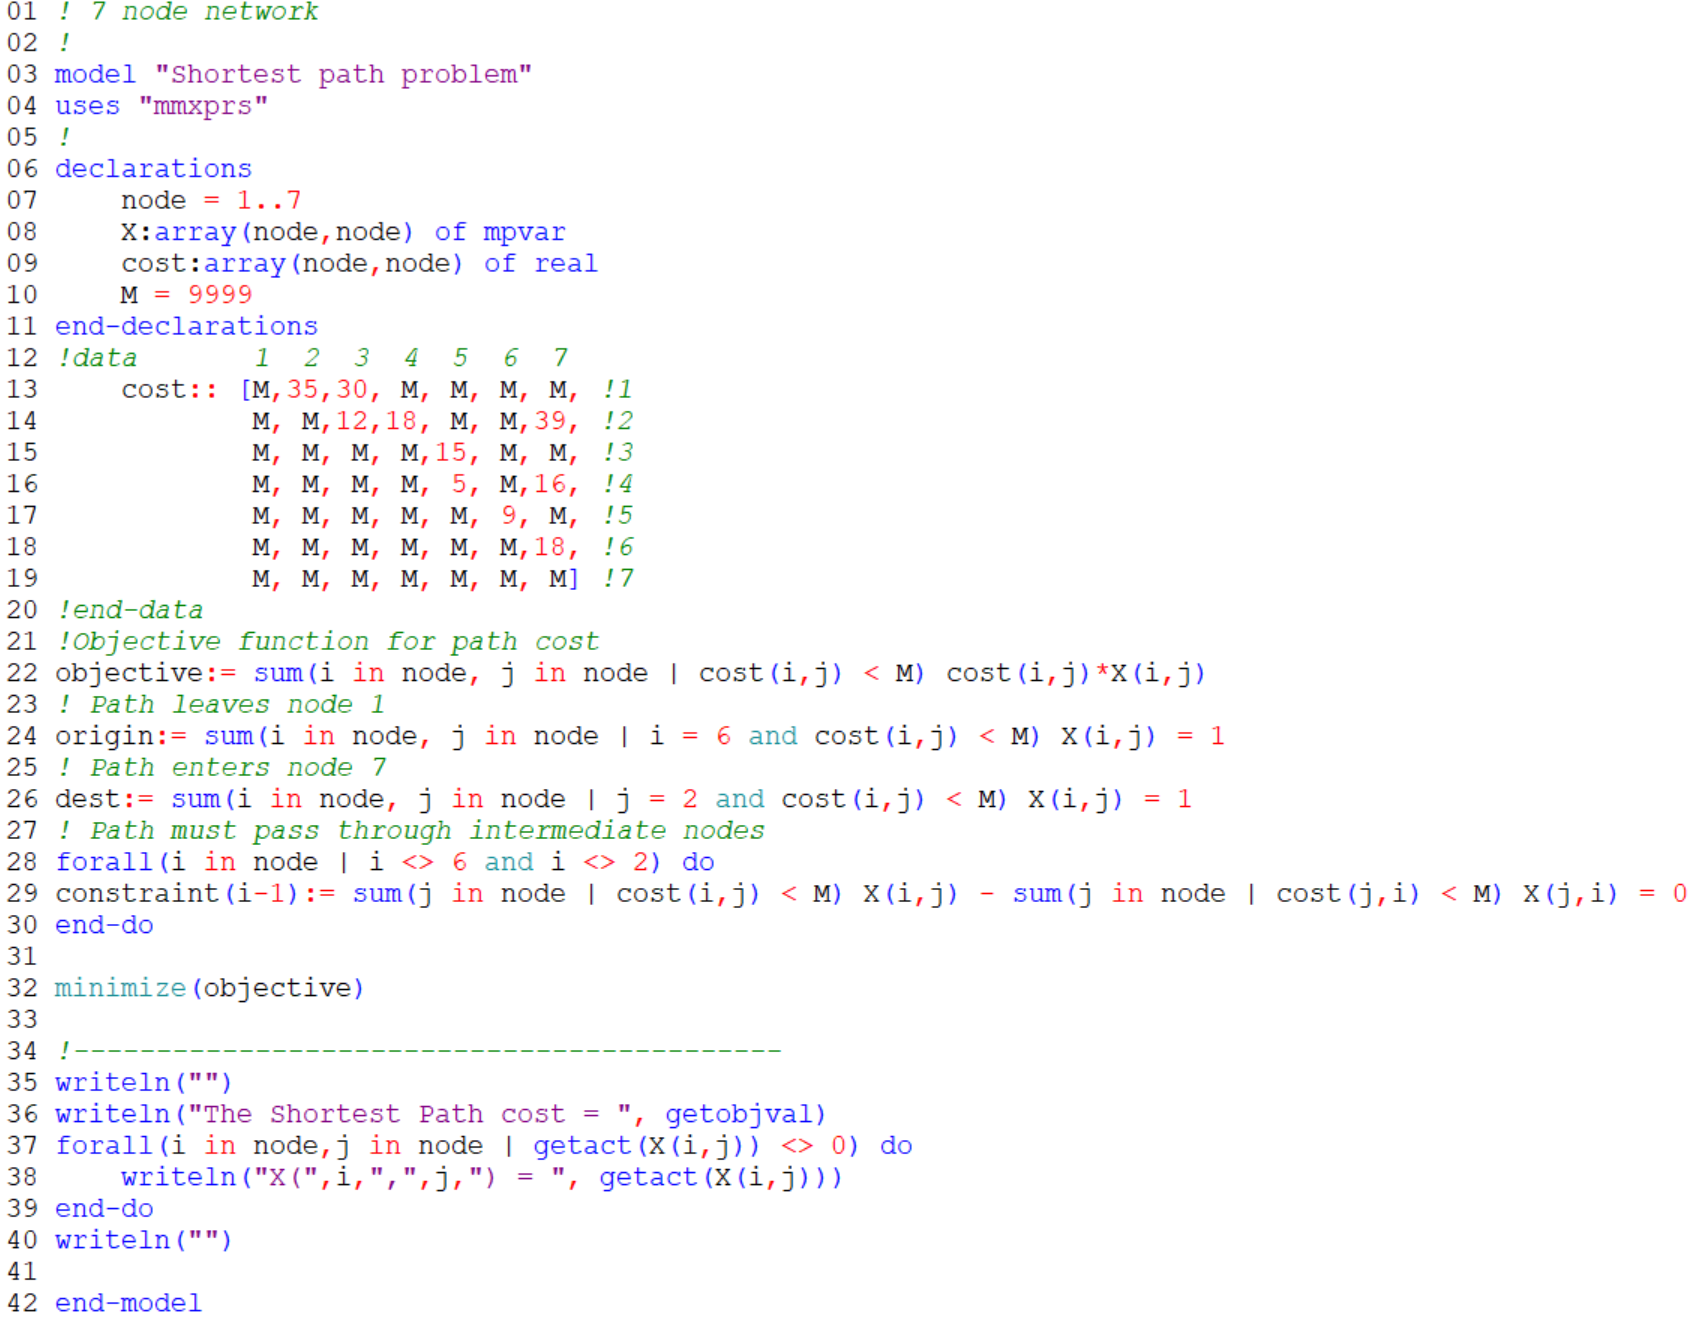 01 ! 7 node network
02 !
03 model "Shortest path problem"
04 uses "mmxprs"
05 !
06 declarations
07     node = 1..7
08     X:array(node,node) of mpvar
09     cost:array(node,node) of real
10     M = 9999
11 end-declarations
12 !data       1  2  3  4  5  6  7
13     cost:: [M,35,30, M, M, M, M, !1
14             M, M,12,18, M, M,39, !2
15             M, M, M, M,15, M, M, !3
16             M, M, M, M, 5, M,16, !4
17             M, M, M, M, M, 9, M, !5
18             M, M, M, M, M, M,18, !6
19             M, M, M, M, M, M, M] !7
20 !end-data
21 !Objective function for path cost
22 objective:= sum(i in node, j in node | cost(i,j) < M) cost(i,j)*X(i,j)
23 ! Path leaves node 1
24 origin:= sum(i in node, j in node | i = 6 and cost(i,j) < M) X(i,j) = 1
25 ! Path enters node 7
26 dest:= sum(i in node, j in node | j = 2 and cost(i,j) < M) X(i,j) = 1
27 ! Path must pass through intermediate nodes
28 forall(i in node | i <> 6 and i <> 2) do
29 constraint(i-1):= sum(j in node | cost(i,j) < M) X(i,j) - sum(j in node | cost(j,i) < M) X(j,i) = 0
30 end-do
31
32 minimize(objective)
33
34 !-------------------------------------------
35 writeln("")
36 writeln("The Shortest Path cost = ", getobjval)
37 forall(i in node,j in node | getact(X(i,j)) <> 0) do
38     writeln("X(",i,",",j,") = ", getact(X(i,j)))
39 end-do
40 writeln("")
41
42 end-model